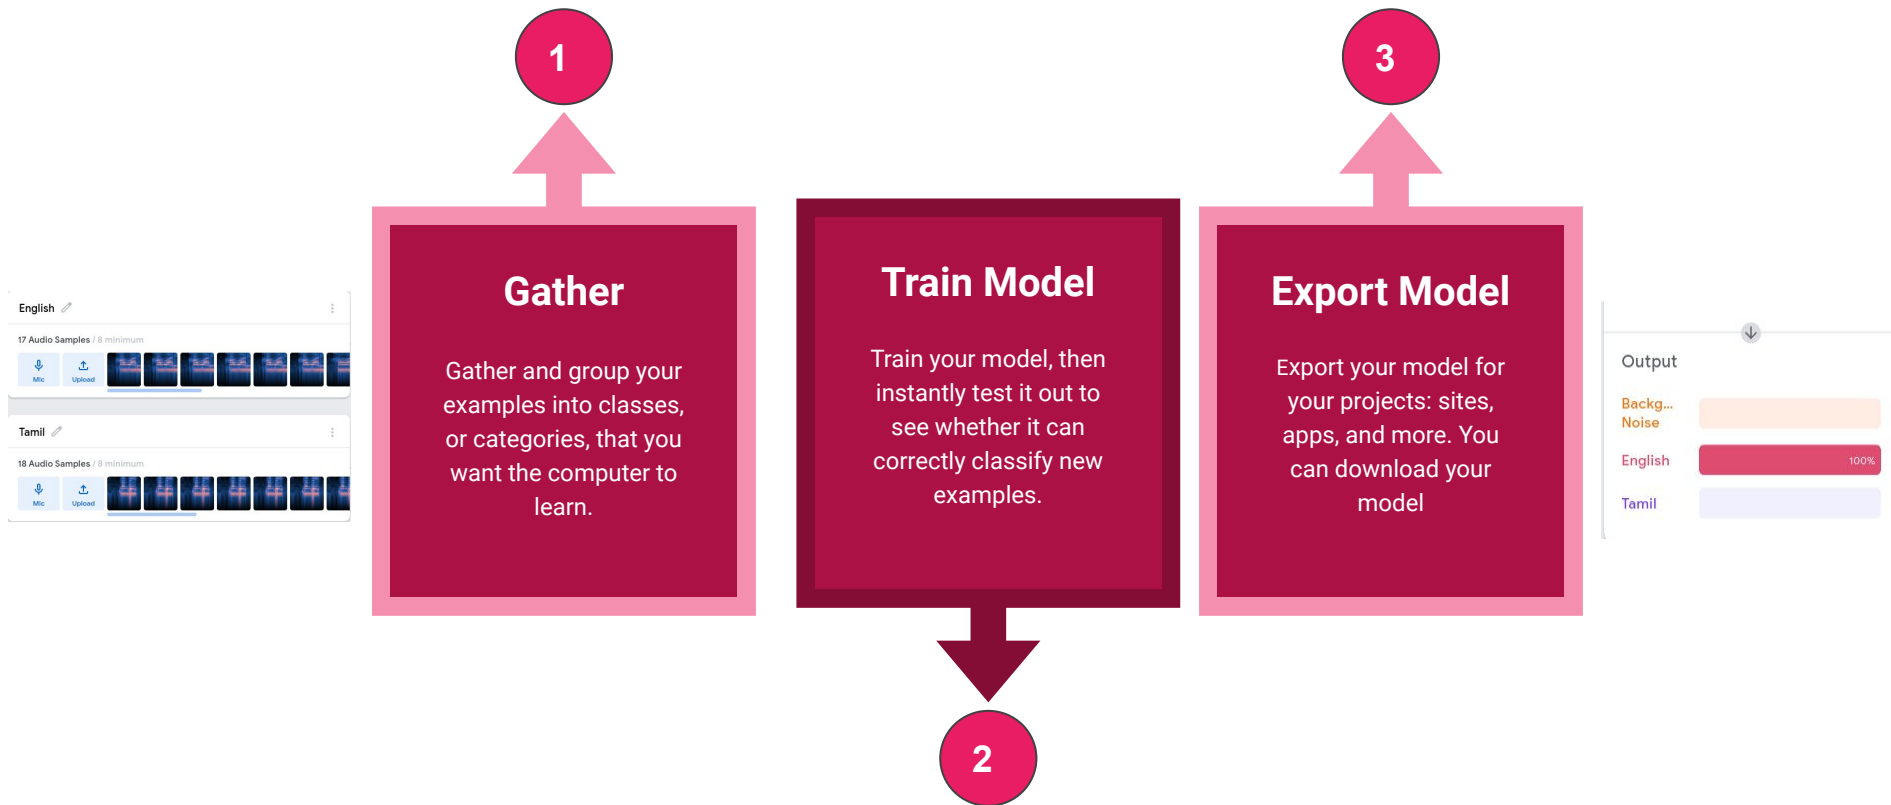 1
3
English
17 Audio Samples / 8 minimum
Mic
Upload
Tamil
18 Audio Samples / 8 minimum
Mic
Upload
Gather
Gather and group your
examples into classes,
or categories, that you
want the computer to
learn.
Train Model
Train your model, then
instantly test it out to
see whether it can
correctly classify new
examples.
Export Model
Export your model for
your projects: sites,
apps, and more. You
can download your
model
Output
Backg...
Noise
English
100%
Tamil
2